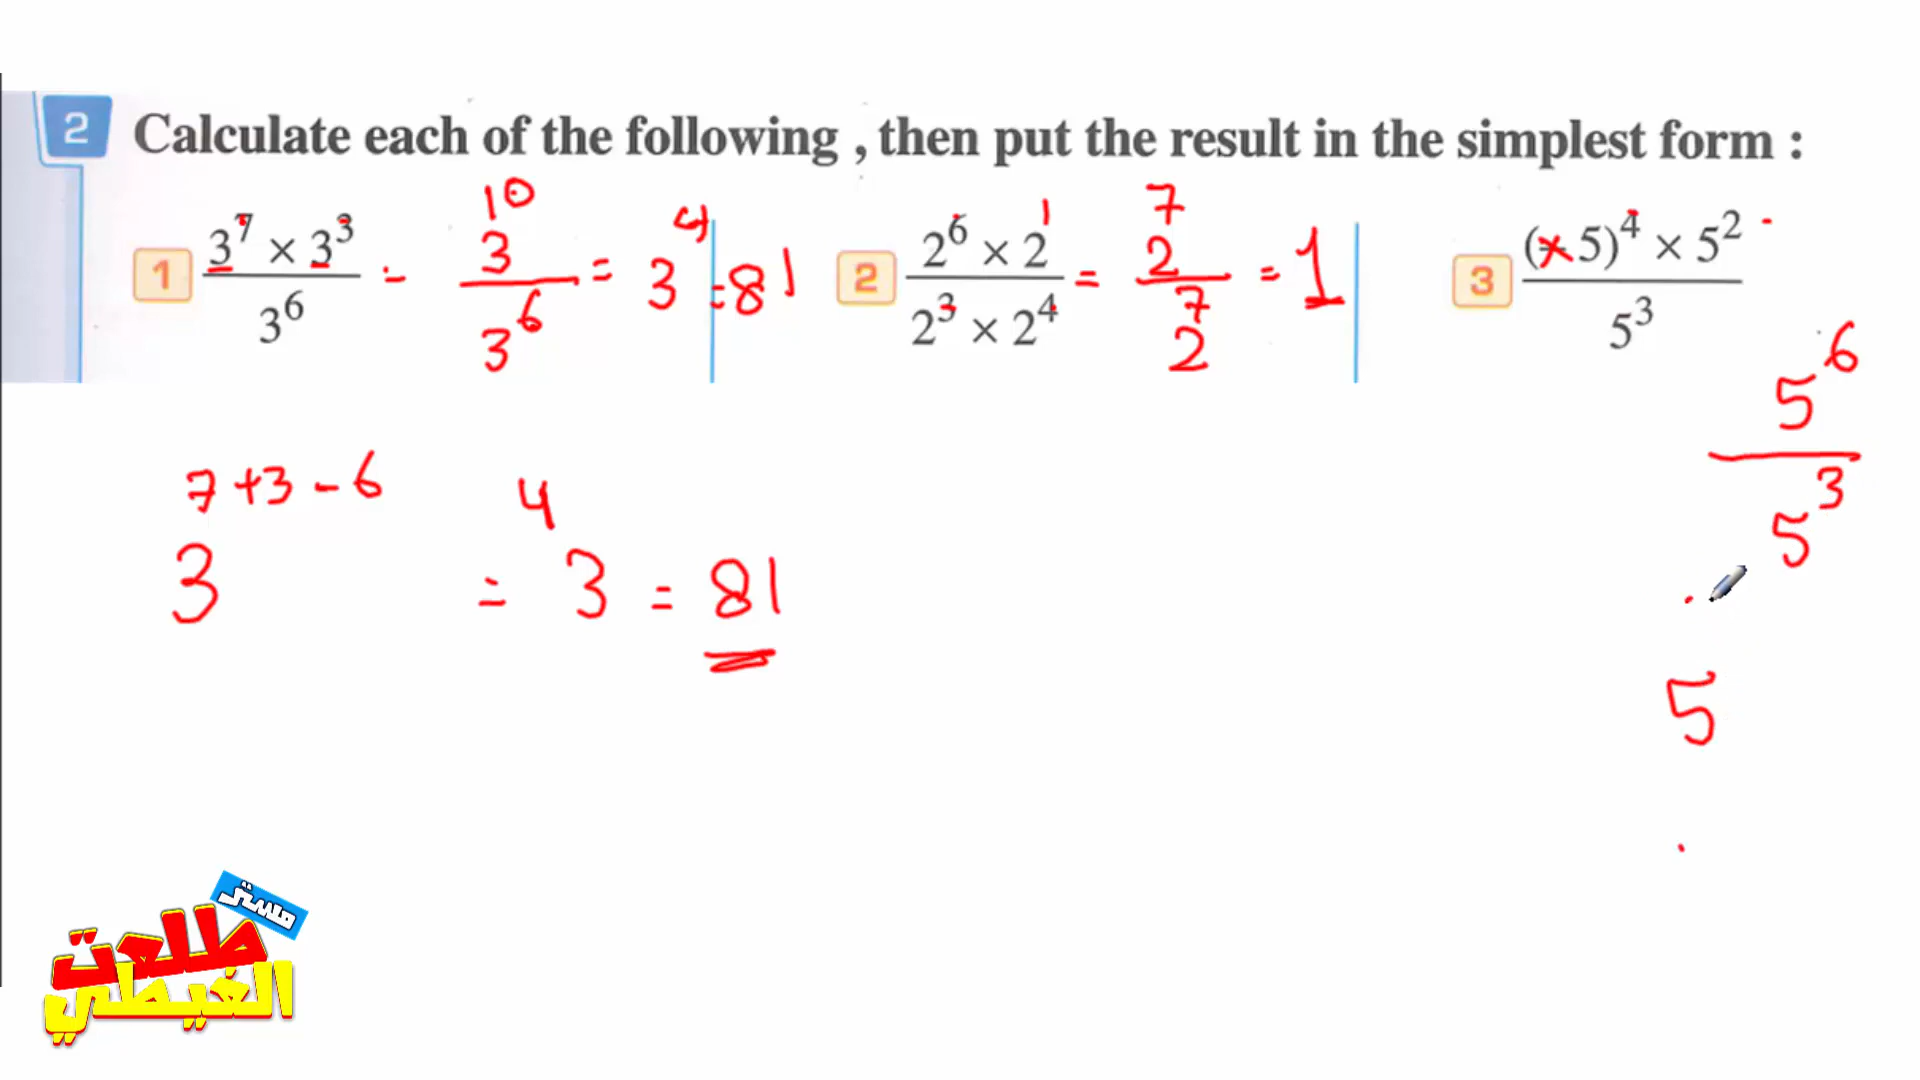 2 Calculate each of the following , then put the result in the simplest form :
1 (3^7 × 3^3) / 3^6 = 3^10 / 3^6 = 3^4 = 81
2 (2^6 × 2^1) / (2^3 × 2^4) = 2^7 / 2^7 = 1
3 ((-5)^4 × 5^2) / 5^3
5^6 / 5^3
3^(7+3-6) = 3^4 = 81
5
مستر
طلعت
الغيطي